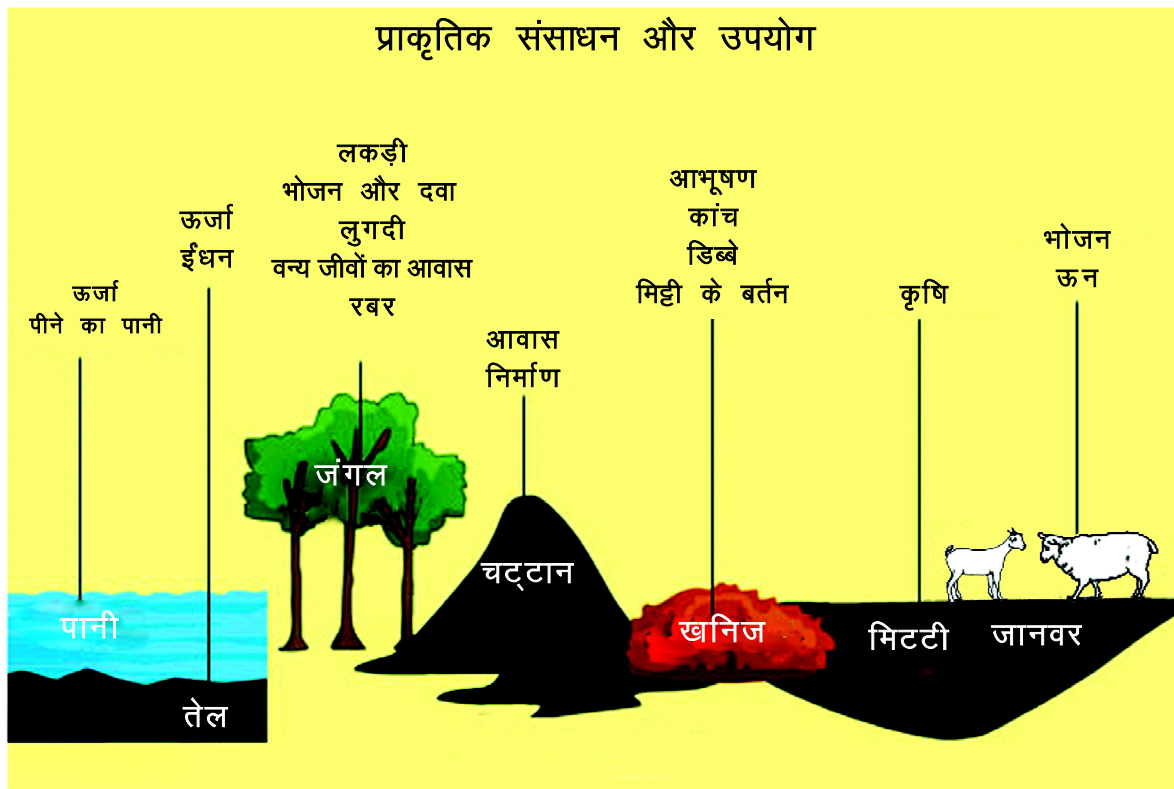 प्राकृतिक संसाधन और उपयोग
ऊर्जा
पीने का पानी
ऊर्जा
ईंधन
लकड़ी
भोजन और दवा
लुगदी
वन्य जीवों का आवास
रबर
आवास
निर्माण
आभूषण
कांच
डिब्बे
मिट्टी के बर्तन
कृषि
भोजन
ऊन
पानी
तेल
जंगल
चट्टान
खनिज
मिटटी
जानवर